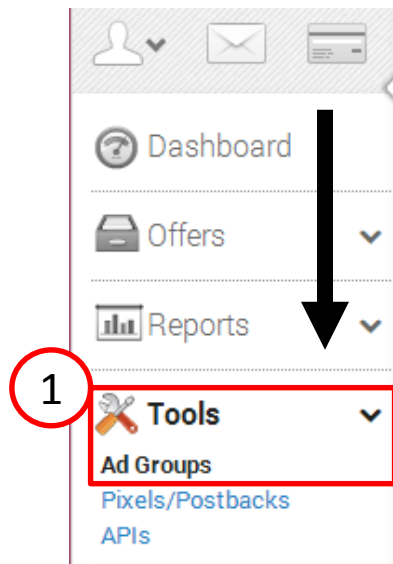 Dashboard
Offers
Reports
1
Tools
Ad Groups
Pixels/Postbacks
APIs